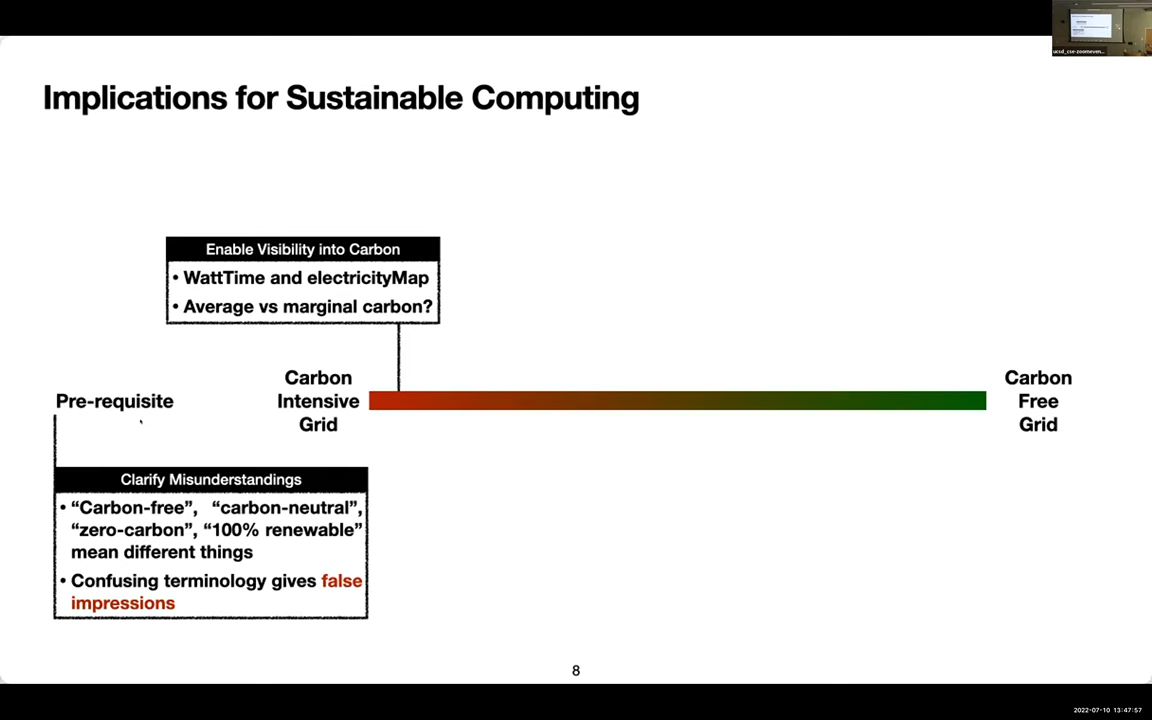 ucsd_cse-zoomeven...
Implications for Sustainable Computing
Enable Visibility into Carbon
• WattTime and electricityMap
• Average vs marginal carbon?
Pre-requisite
Carbon
Intensive
Grid
Carbon
Free
Grid
Clarify Misunderstandings
• “Carbon-free”, “carbon-neutral”,
“zero-carbon”, “100% renewable”
mean different things
• Confusing terminology gives false
impressions
8
2022-07-10 13:47:57